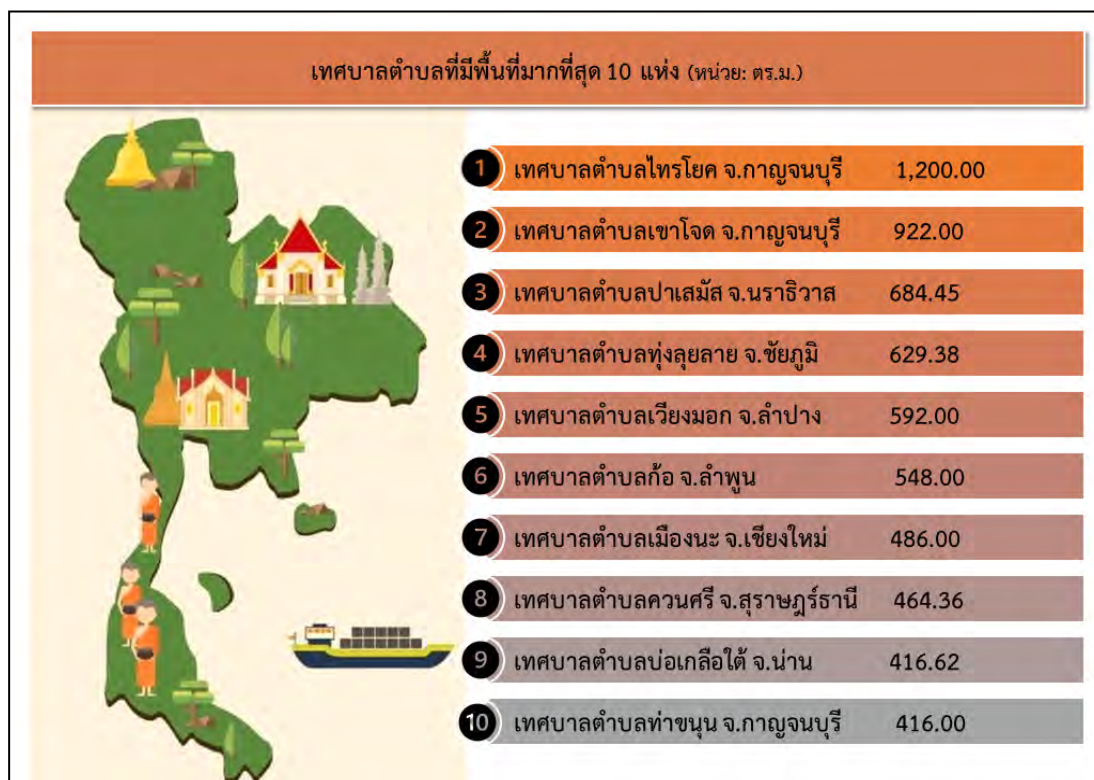 เทศบาลตำบลที่มีพื้นที่มากที่สุด 10 แห่ง (หน่วย: ตร.ม.)
1 เทศบาลตำบลไทรโยค จ.กาญจนบุรี 1,200.00
2 เทศบาลตำบลเขาโจด จ.กาญจนบุรี 922.00
3 เทศบาลตำบลปาเสมัส จ.นราธิวาส 684.45
4 เทศบาลตำบลทุ่งลุยลาย จ.ชัยภูมิ 629.38
5 เทศบาลตำบลเวียงมอก จ.ลำปาง 592.00
6 เทศบาลตำบลก้อ จ.ลำพูน 548.00
7 เทศบาลตำบลเมืองนะ จ.เชียงใหม่ 486.00
8 เทศบาลตำบลควนศรี จ.สุราษฎร์ธานี 464.36
9 เทศบาลตำบลบ่อเกลือใต้ จ.น่าน 416.62
10 เทศบาลตำบลท่าขนุน จ.กาญจนบุรี 416.00